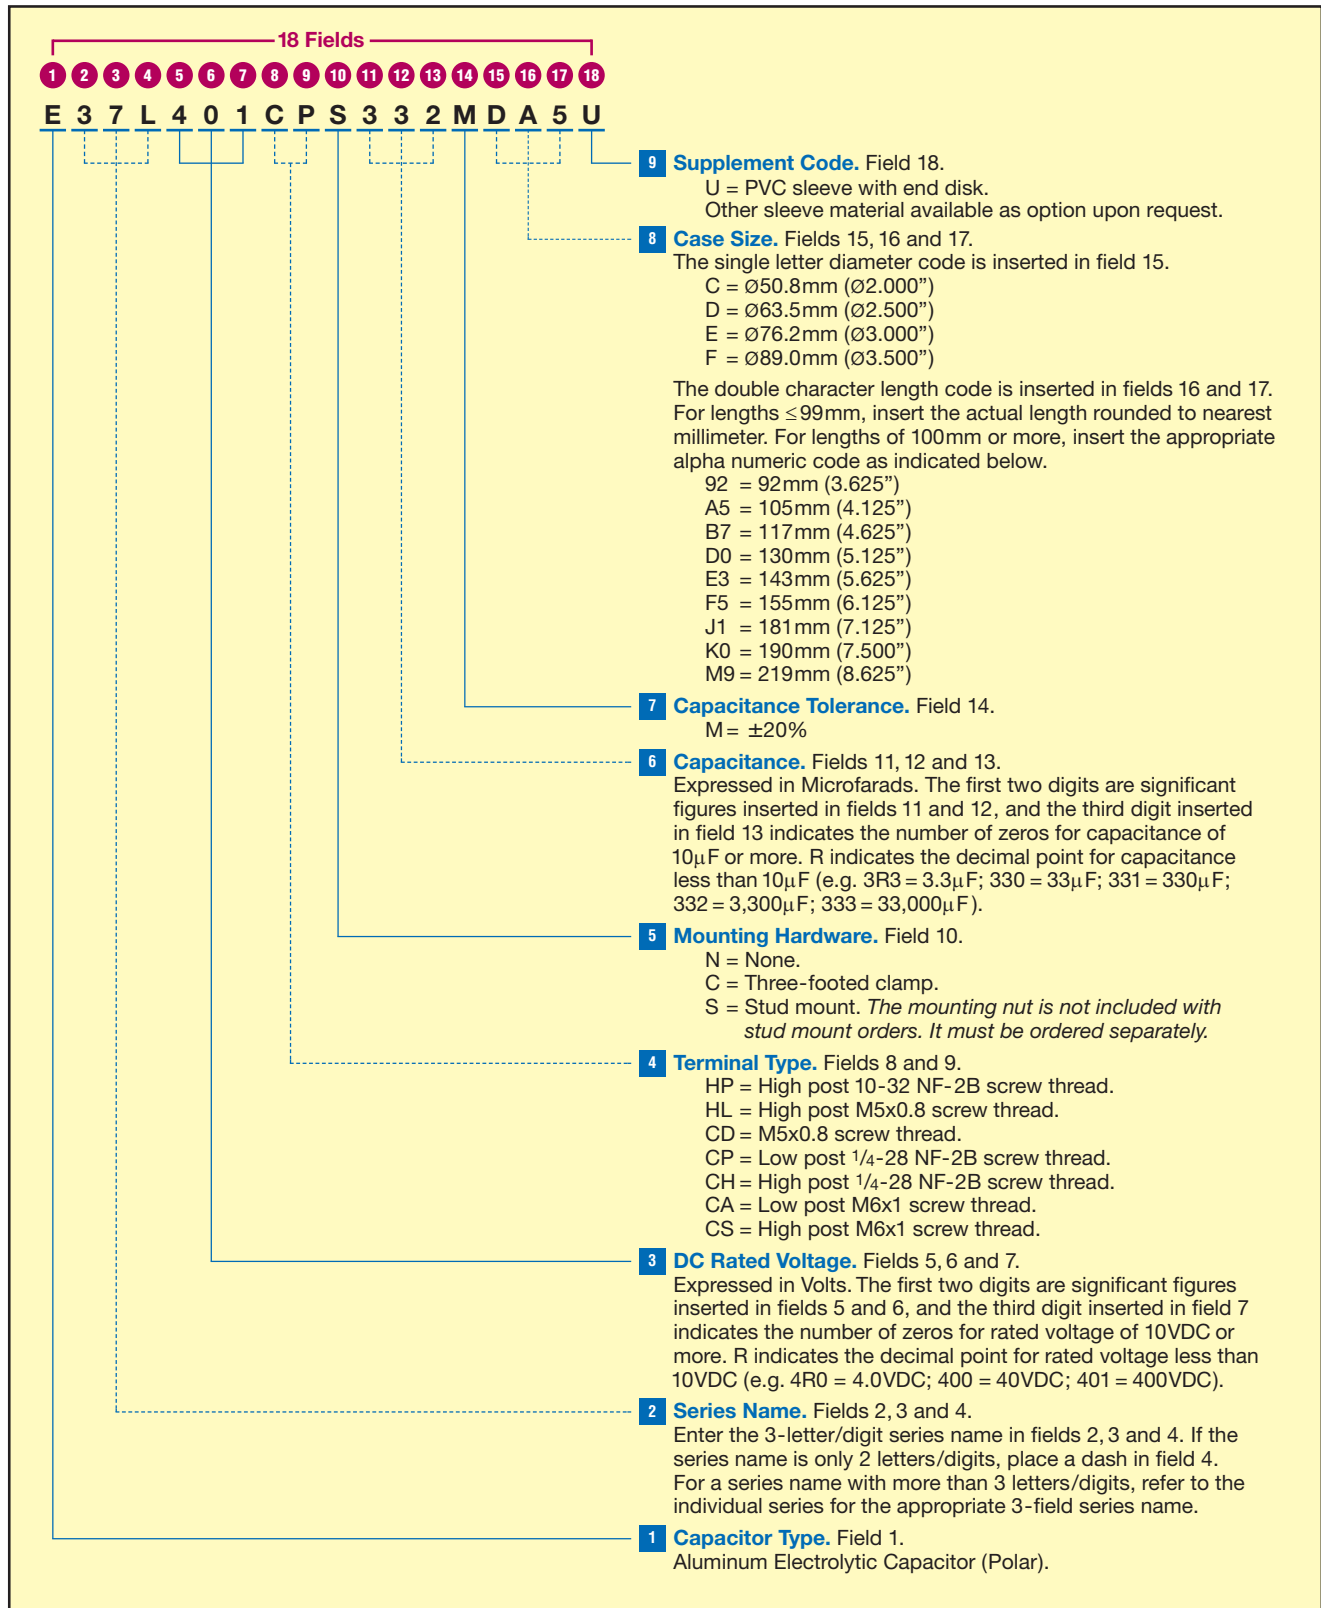 18 Fields
1 2 3 4 5 6 7 8 9 10 11 12 13 14 15 16 17 18
E 3 7 L 4 0 1 C P S 3 3 2 M D A 5 U
9 Supplement Code. Field 18.
U = PVC sleeve with end disk.
Other sleeve material available as option upon request.
8 Case Size. Fields 15, 16 and 17.
The single letter diameter code is inserted in field 15.
C = Ø50.8mm (Ø2.000”)
D = Ø63.5mm (Ø2.500”)
E = Ø76.2mm (Ø3.000”)
F = Ø89.0mm (Ø3.500”)
The double character length code is inserted in fields 16 and 17.
For lengths ≤99mm, insert the actual length rounded to nearest
millimeter. For lengths of 100mm or more, insert the appropriate
alpha numeric code as indicated below.
92 = 92mm (3.625”)
A5 = 105mm (4.125”)
B7 = 117mm (4.625”)
D0 = 130mm (5.125”)
E3 = 143mm (5.625”)
F5 = 155mm (6.125”)
J1 = 181mm (7.125”)
K0 = 190mm (7.500”)
M9 = 219mm (8.625”)
7 Capacitance Tolerance. Field 14.
M = ±20%
6 Capacitance. Fields 11, 12 and 13.
Expressed in Microfarads. The first two digits are significant
figures inserted in fields 11 and 12, and the third digit inserted
in field 13 indicates the number of zeros for capacitance of
10µF or more. R indicates the decimal point for capacitance
less than 10µF (e.g. 3R3 = 3.3µF; 330 = 33µF; 331 = 330µF;
332 = 3,300µF; 333 = 33,000µF).
5 Mounting Hardware. Field 10.
N = None.
C = Three-footed clamp.
S = Stud mount. The mounting nut is not included with
stud mount orders. It must be ordered separately.
4 Terminal Type. Fields 8 and 9.
HP = High post 10-32 NF-2B screw thread.
HL = High post M5x0.8 screw thread.
CD = M5x0.8 screw thread.
CP = Low post 1/4-28 NF-2B screw thread.
CH = High post 1/4-28 NF-2B screw thread.
CA = Low post M6x1 screw thread.
CS = High post M6x1 screw thread.
3 DC Rated Voltage. Fields 5, 6 and 7.
Expressed in Volts. The first two digits are significant figures
inserted in fields 5 and 6, and the third digit inserted in field 7
indicates the number of zeros for rated voltage of 10VDC or
more. R indicates the decimal point for rated voltage less than
10VDC (e.g. 4R0 = 4.0VDC; 400 = 40VDC; 401 = 400VDC).
2 Series Name. Fields 2, 3 and 4.
Enter the 3-letter/digit series name in fields 2, 3 and 4. If the
series name is only 2 letters/digits, place a dash in field 4.
For a series name with more than 3 letters/digits, refer to the
individual series for the appropriate 3-field series name.
1 Capacitor Type. Field 1.
Aluminum Electrolytic Capacitor (Polar).